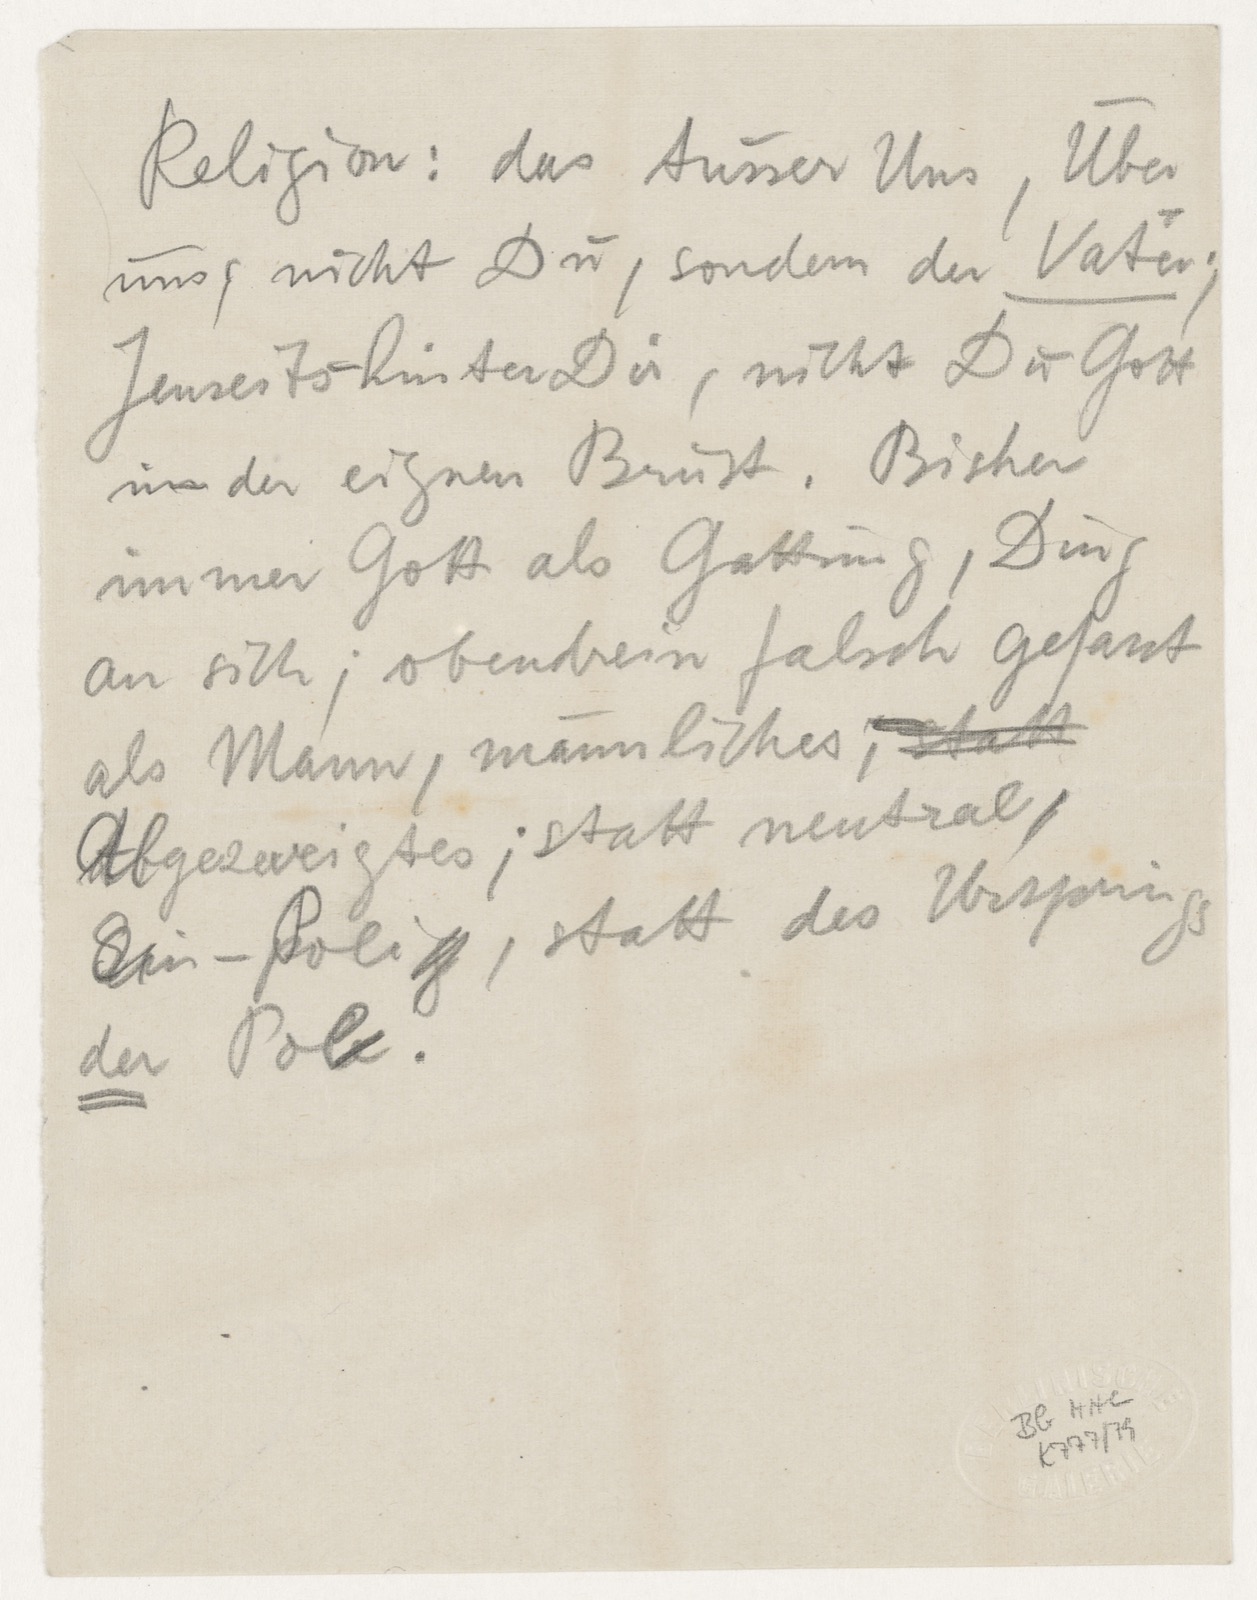 Religion: das Ausser Uns, Über
uns, nicht Du, sondern der Vater;
Jenseits-hinter Dir, nicht Du Gott
in der eignen Brust. Bisher
immer Gott als Gattung, Ding
an sich; obendrein falsch gefasst
als Mann, männliches, statt
Abgezweigtes; statt neutral,
Ein-Polig, statt des Ursprungs
der Pole.
BG HHC
K777/79
BERLINISCHE
GALERIE